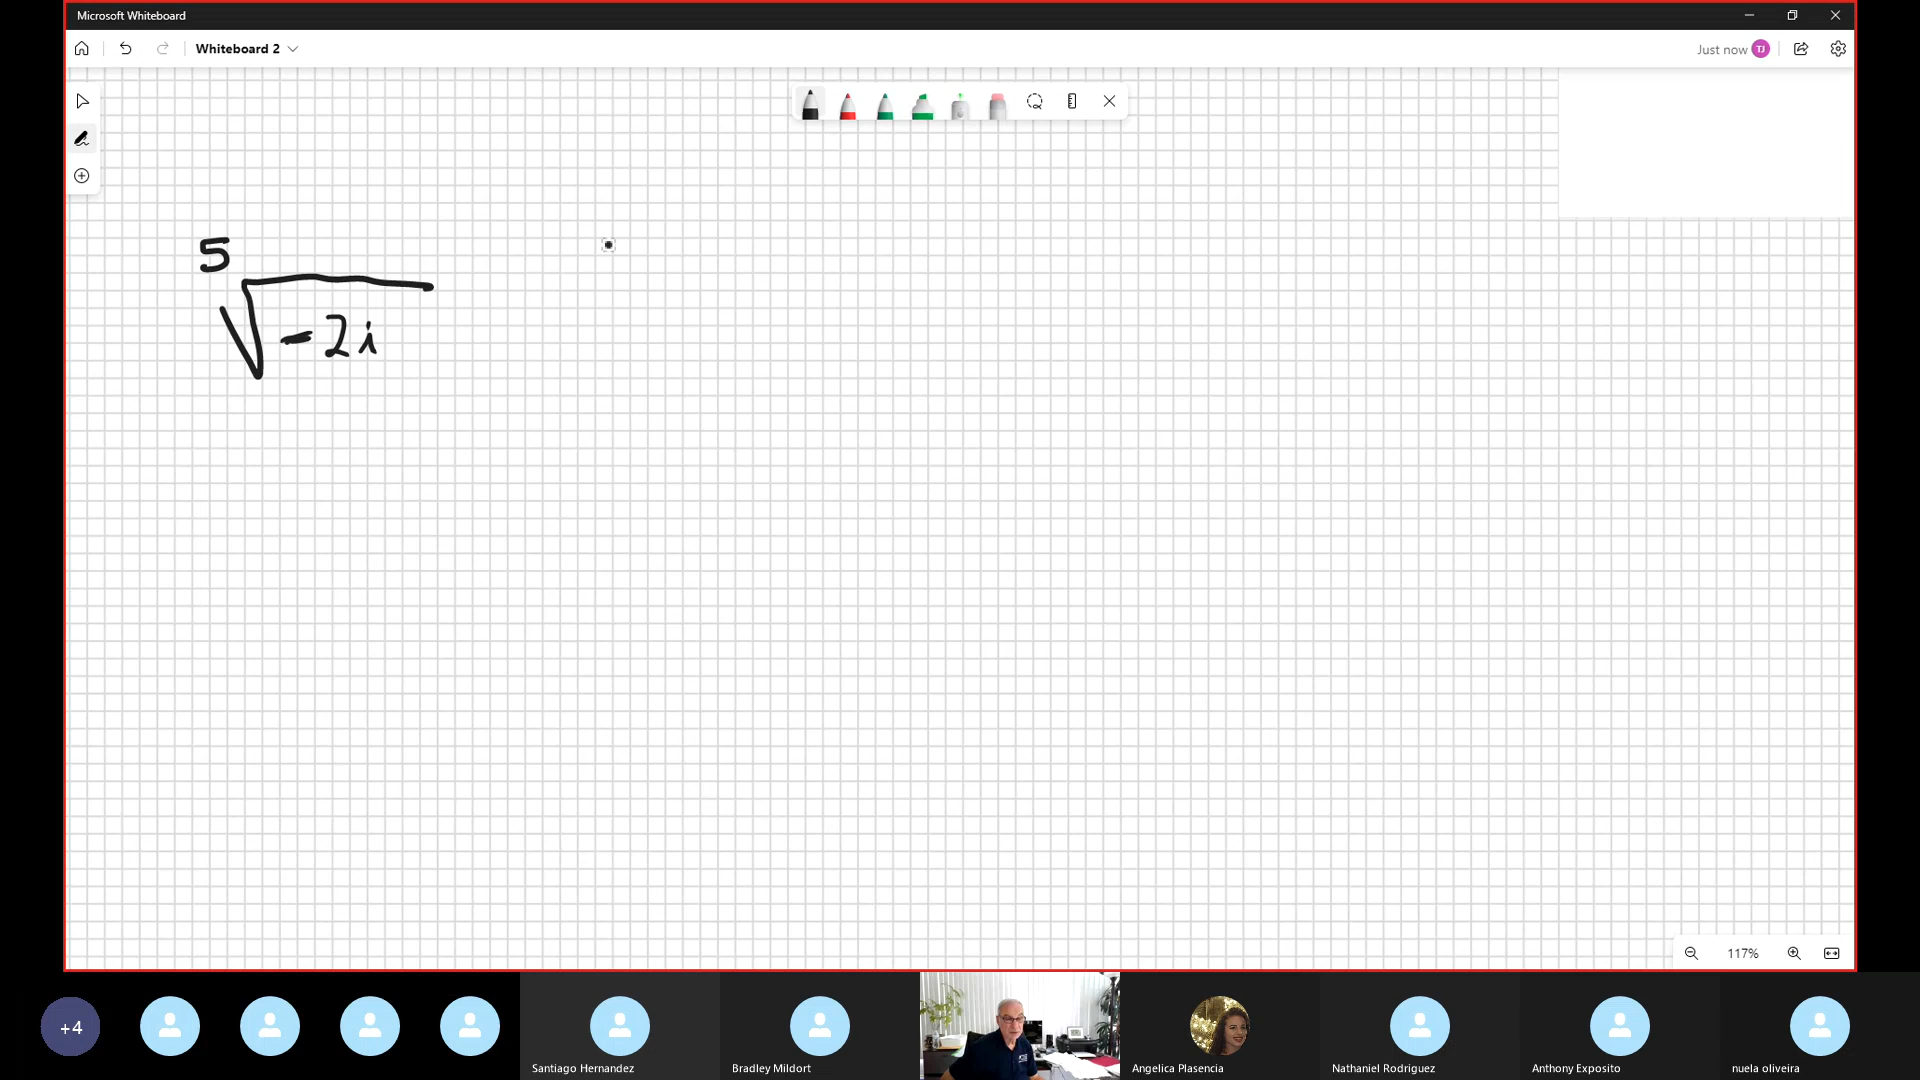 Microsoft Whiteboard
Whiteboard 2
Just now TJ
5
√-2i
117%
+4
Santiago Hernandez
Bradley Mildort
Angelica Plasencia
Nathaniel Rodriguez
Anthony Exposito
nuela oliveira